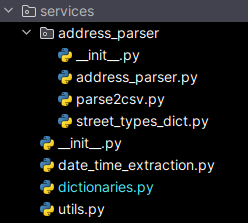 services
address_parser
__init__.py
address_parser.py
parse2csv.py
street_types_dict.py
__init__.py
date_time_extraction.py
dictionaries.py
utils.py